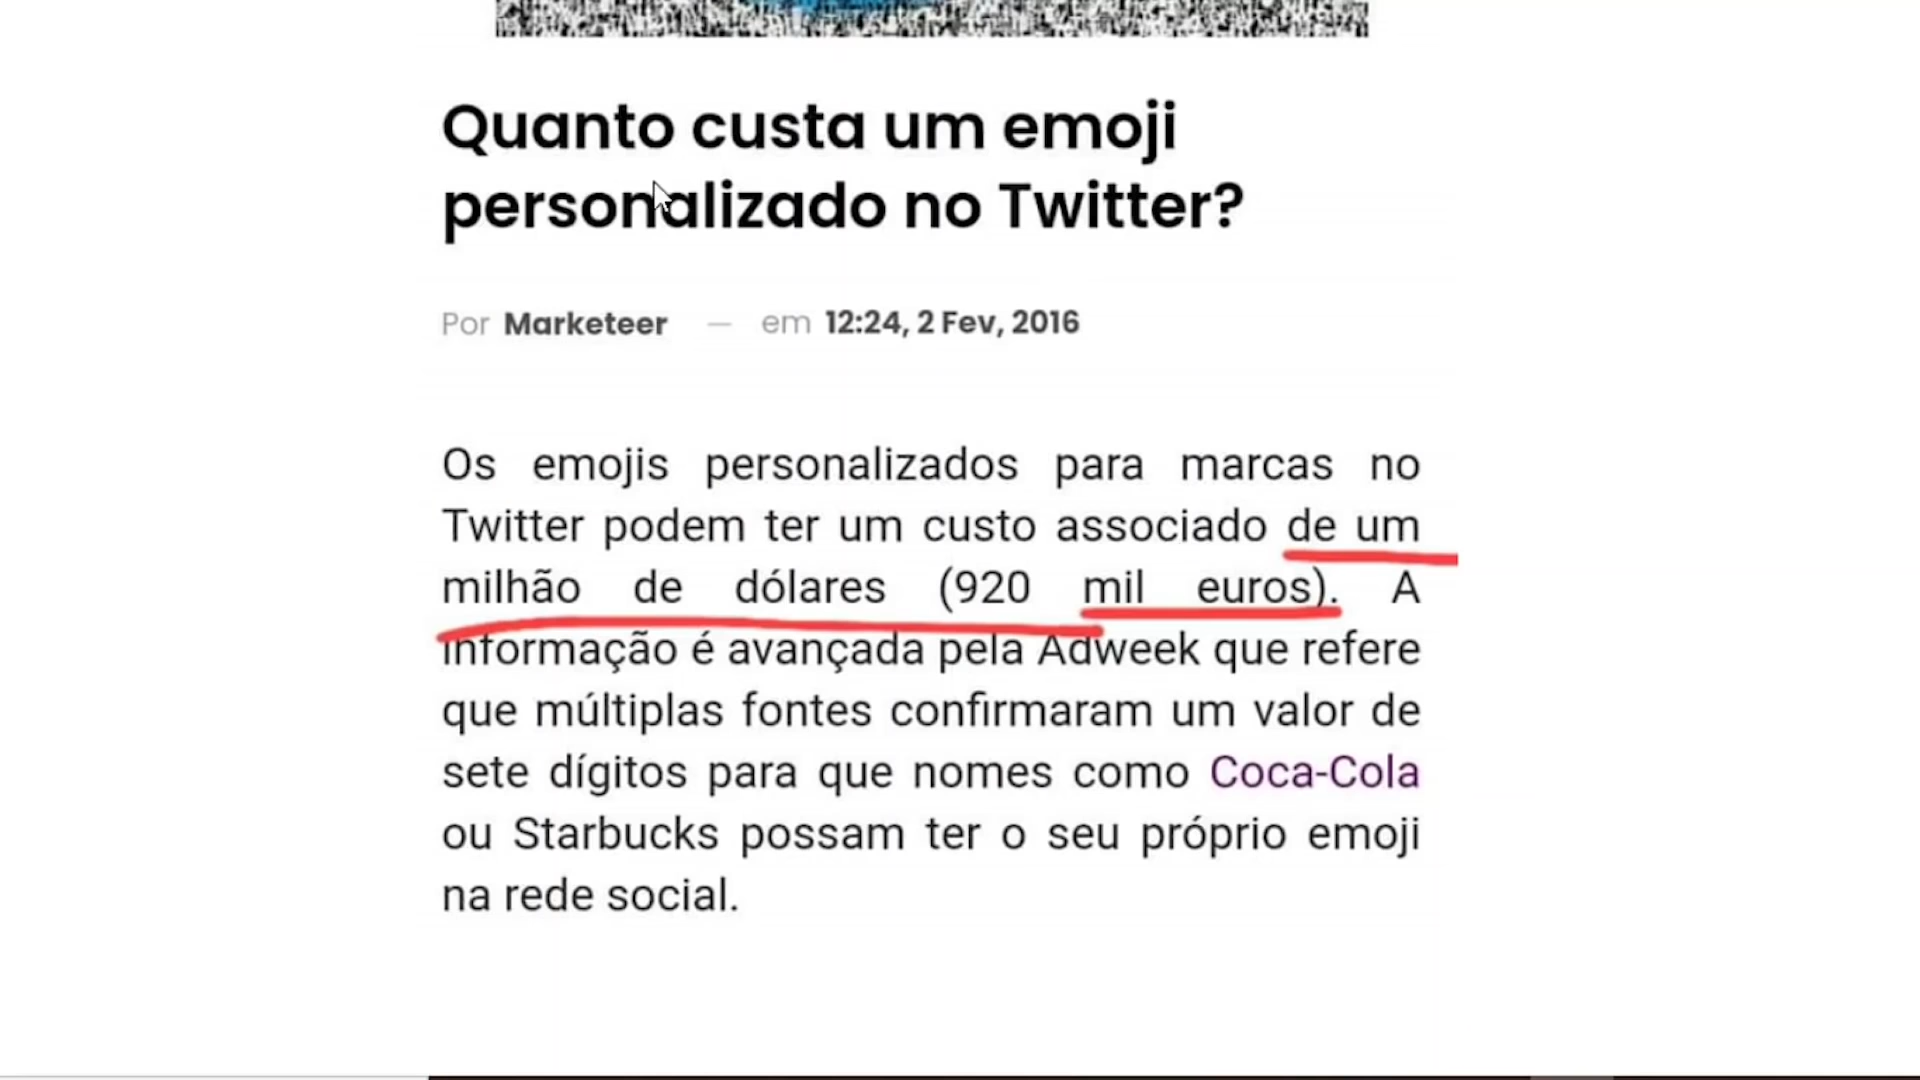 Quanto custa um emoji
personalizado no Twitter?
Por Marketeer — em 12:24, 2 Fev, 2016
Os emojis personalizados para marcas no
Twitter podem ter um custo associado de um
milhão de dólares (920 mil euros). A
informação é avançada pela Adweek que refere
que múltiplas fontes confirmaram um valor de
sete dígitos para que nomes como Coca-Cola
ou Starbucks possam ter o seu próprio emoji
na rede social.